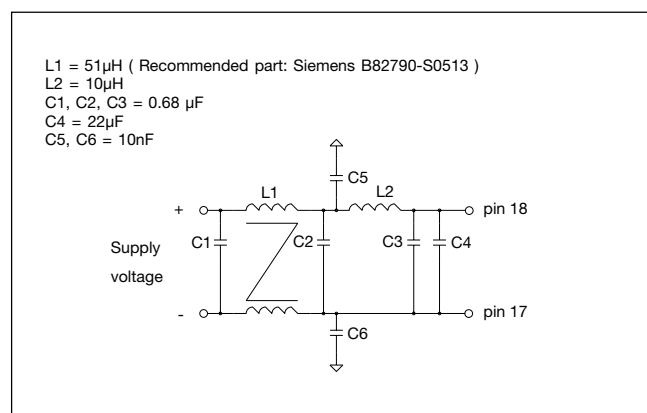 L1 = 51µH ( Recommended part: Siemens B82790-S0513 )
L2 = 10µH
C1, C2, C3 = 0.68 µF
C4 = 22µF
C5, C6 = 10nF
C5
L1
L2
+
pin 18
C1
C2
C3
C4
Supply
voltage
-
pin 17
C6